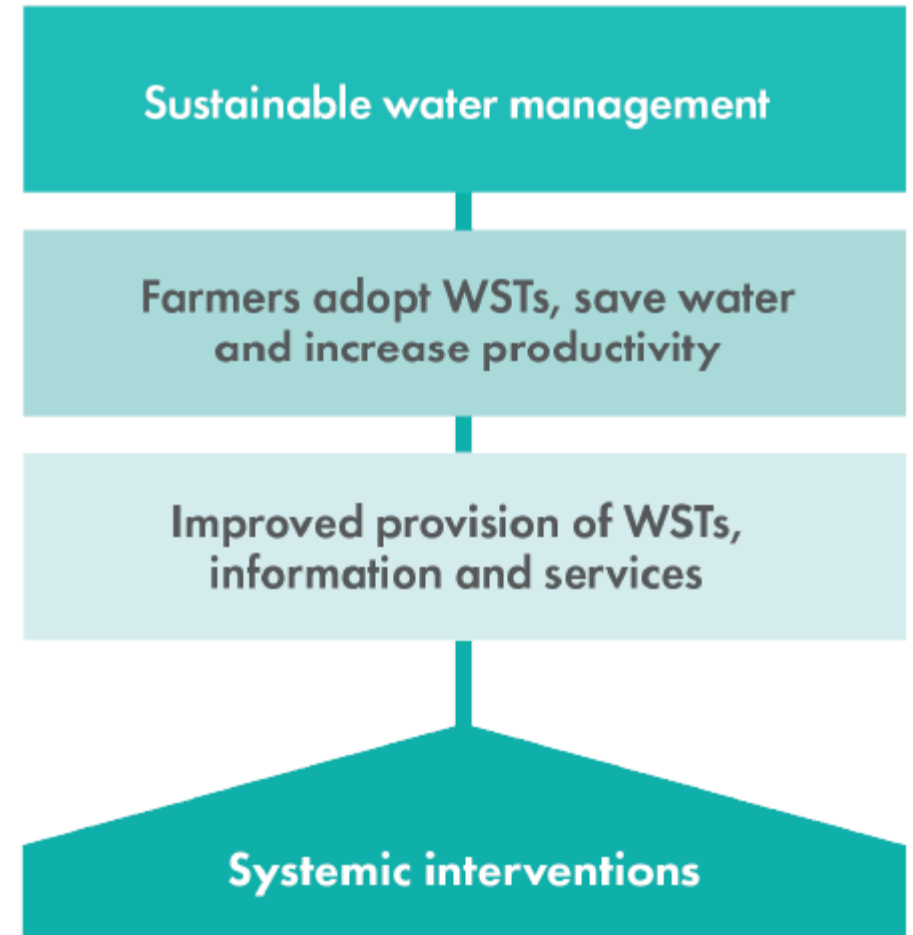 Sustainable water management
Farmers adopt WSTs, save water
and increase productivity
Improved provision of WSTs,
information and services
Systemic interventions